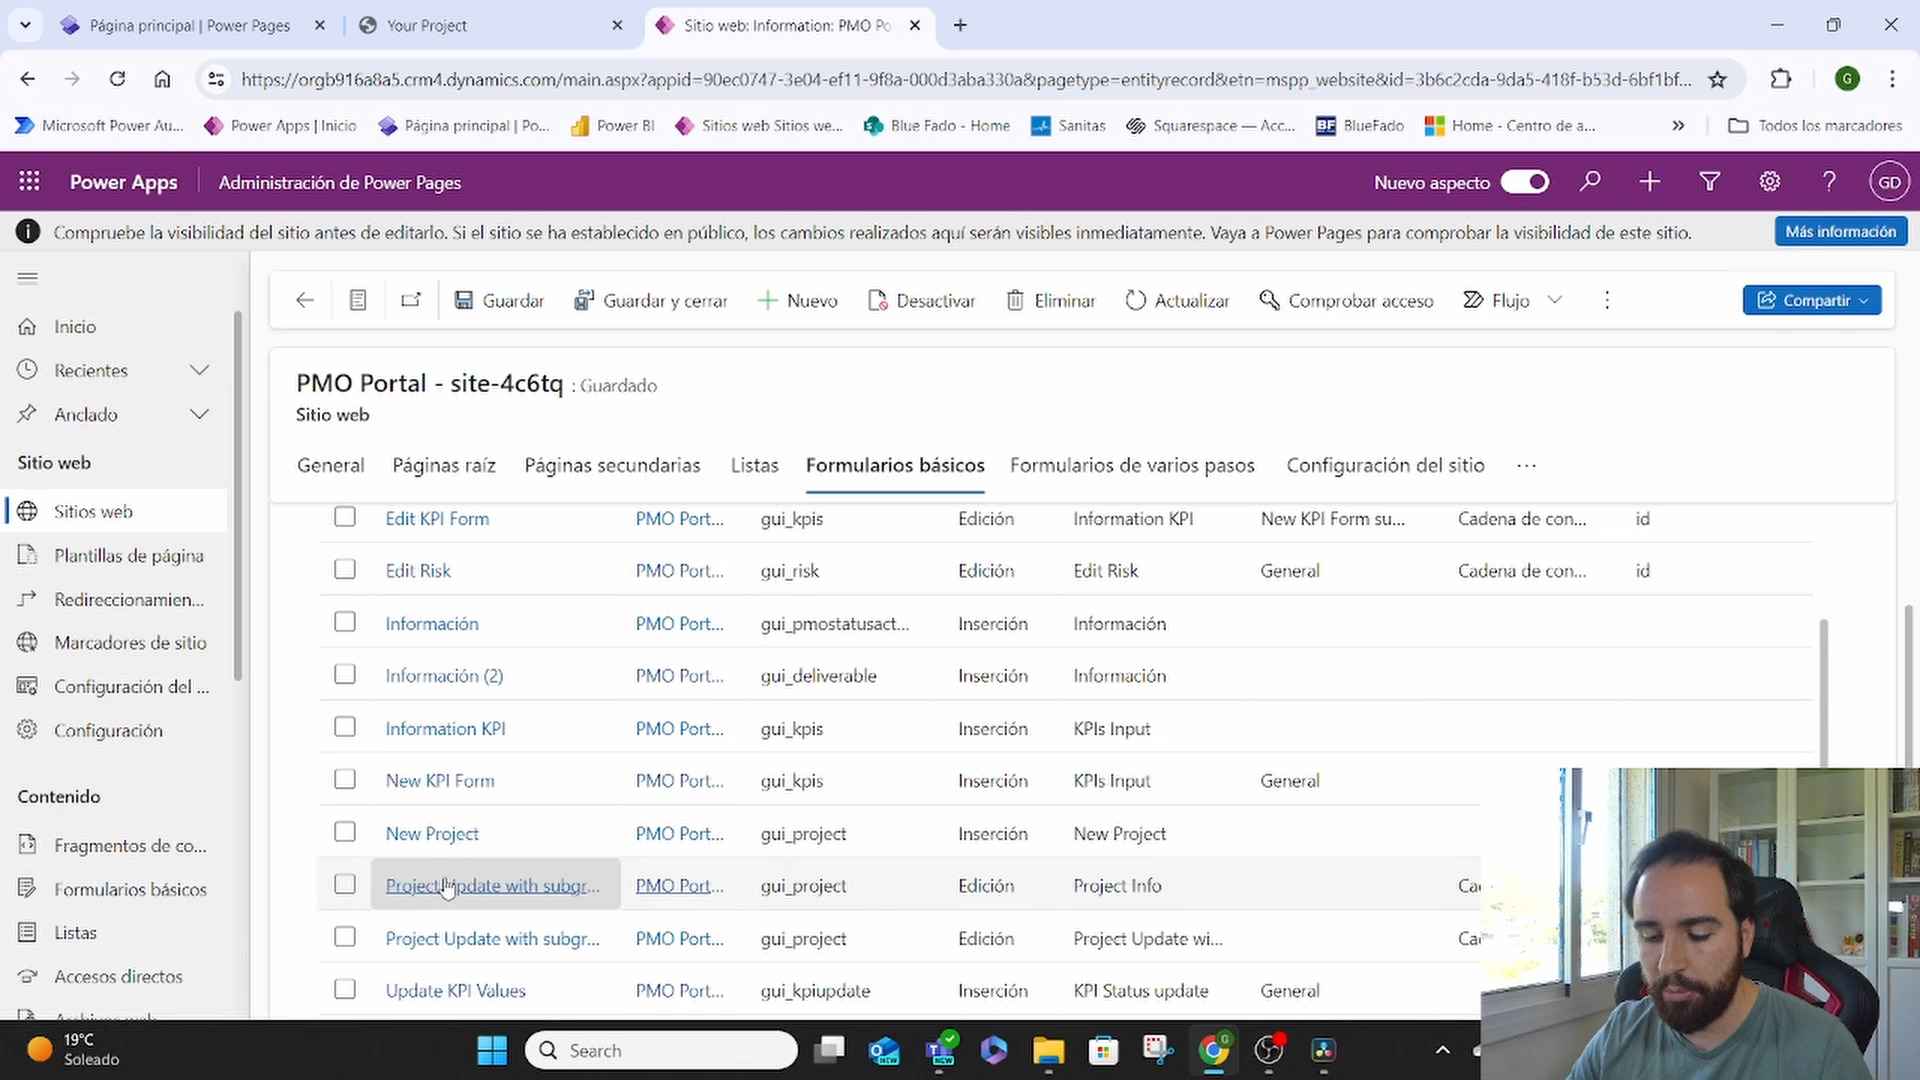 Página principal | Power Pages
Your Project
Sitio web: Information: PMO Po
https://orgb916a8a5.crm4.dynamics.com/main.aspx?appid=90ec0747-3e04-ef11-9f8a-000d3aba330a&pagetype=entityrecord&etn=mspp_website&id=3b6c2cda-9da5-418f-b53d-6bf1bf...
G
Microsoft Power Au...
Power Apps | Inicio
Página principal | Po...
Power BI
Sitios web Sitios we...
Blue Fado - Home
Sanitas
Squarespace — Acc...
BF BlueFado
Home - Centro de a...
Todos los marcadores
Power Apps
Administración de Power Pages
Nuevo aspecto
GD
Compruebe la visibilidad del sitio antes de editarlo. Si el sitio se ha establecido en público, los cambios realizados aquí serán visibles inmediatamente. Vaya a Power Pages para comprobar la visibilidad de este sitio.
Más información
Guardar
Guardar y cerrar
Nuevo
Desactivar
Eliminar
Actualizar
Comprobar acceso
Flujo
Compartir
Inicio
Recientes
Anclado
Sitio web
Sitios web
Plantillas de página
Redireccionamien...
Marcadores de sitio
Configuración del ...
Configuración
Contenido
Fragmentos de co...
Formularios básicos
Listas
Accesos directos
PMO Portal - site-4c6tq : Guardado
Sitio web
General
Páginas raíz
Páginas secundarias
Listas
Formularios básicos
Formularios de varios pasos
Configuración del sitio
Edit KPI Form PMO Port... gui_kpis Edición Information KPI New KPI Form su... Cadena de con... id
Edit Risk PMO Port... gui_risk Edición Edit Risk General Cadena de con... id
Información PMO Port... gui_pmostatusact... Inserción Información
Información (2) PMO Port... gui_deliverable Inserción Información
Information KPI PMO Port... gui_kpis Inserción KPIs Input
New KPI Form PMO Port... gui_kpis Inserción KPIs Input General
New Project PMO Port... gui_project Inserción New Project
Project Update with subgr... PMO Port... gui_project Edición Project Info Ca
Project Update with subgr... PMO Port... gui_project Edición Project Update wi... Ca
Update KPI Values PMO Port... gui_kpiupdate Inserción KPI Status update General
19°C
Soleado
Search
NEW
NEW
G